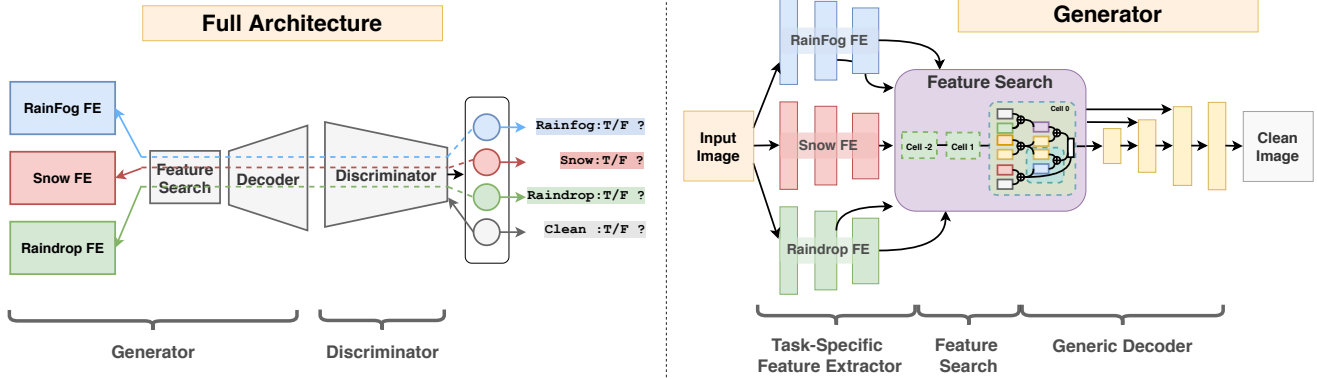 Full Architecture
RainFog FE
Snow FE
Raindrop FE
Feature
Search
Decoder
Discriminator
Rainfog:T/F ?
Snow:T/F ?
Raindrop:T/F ?
Clean :T/F ?
Generator
Discriminator
Generator
Input
Image
RainFog FE
Snow FE
Raindrop FE
Feature Search
Cell -2
Cell 1
Cell 0
Clean
Image
Task-Specific
Feature Extractor
Feature
Search
Generic Decoder